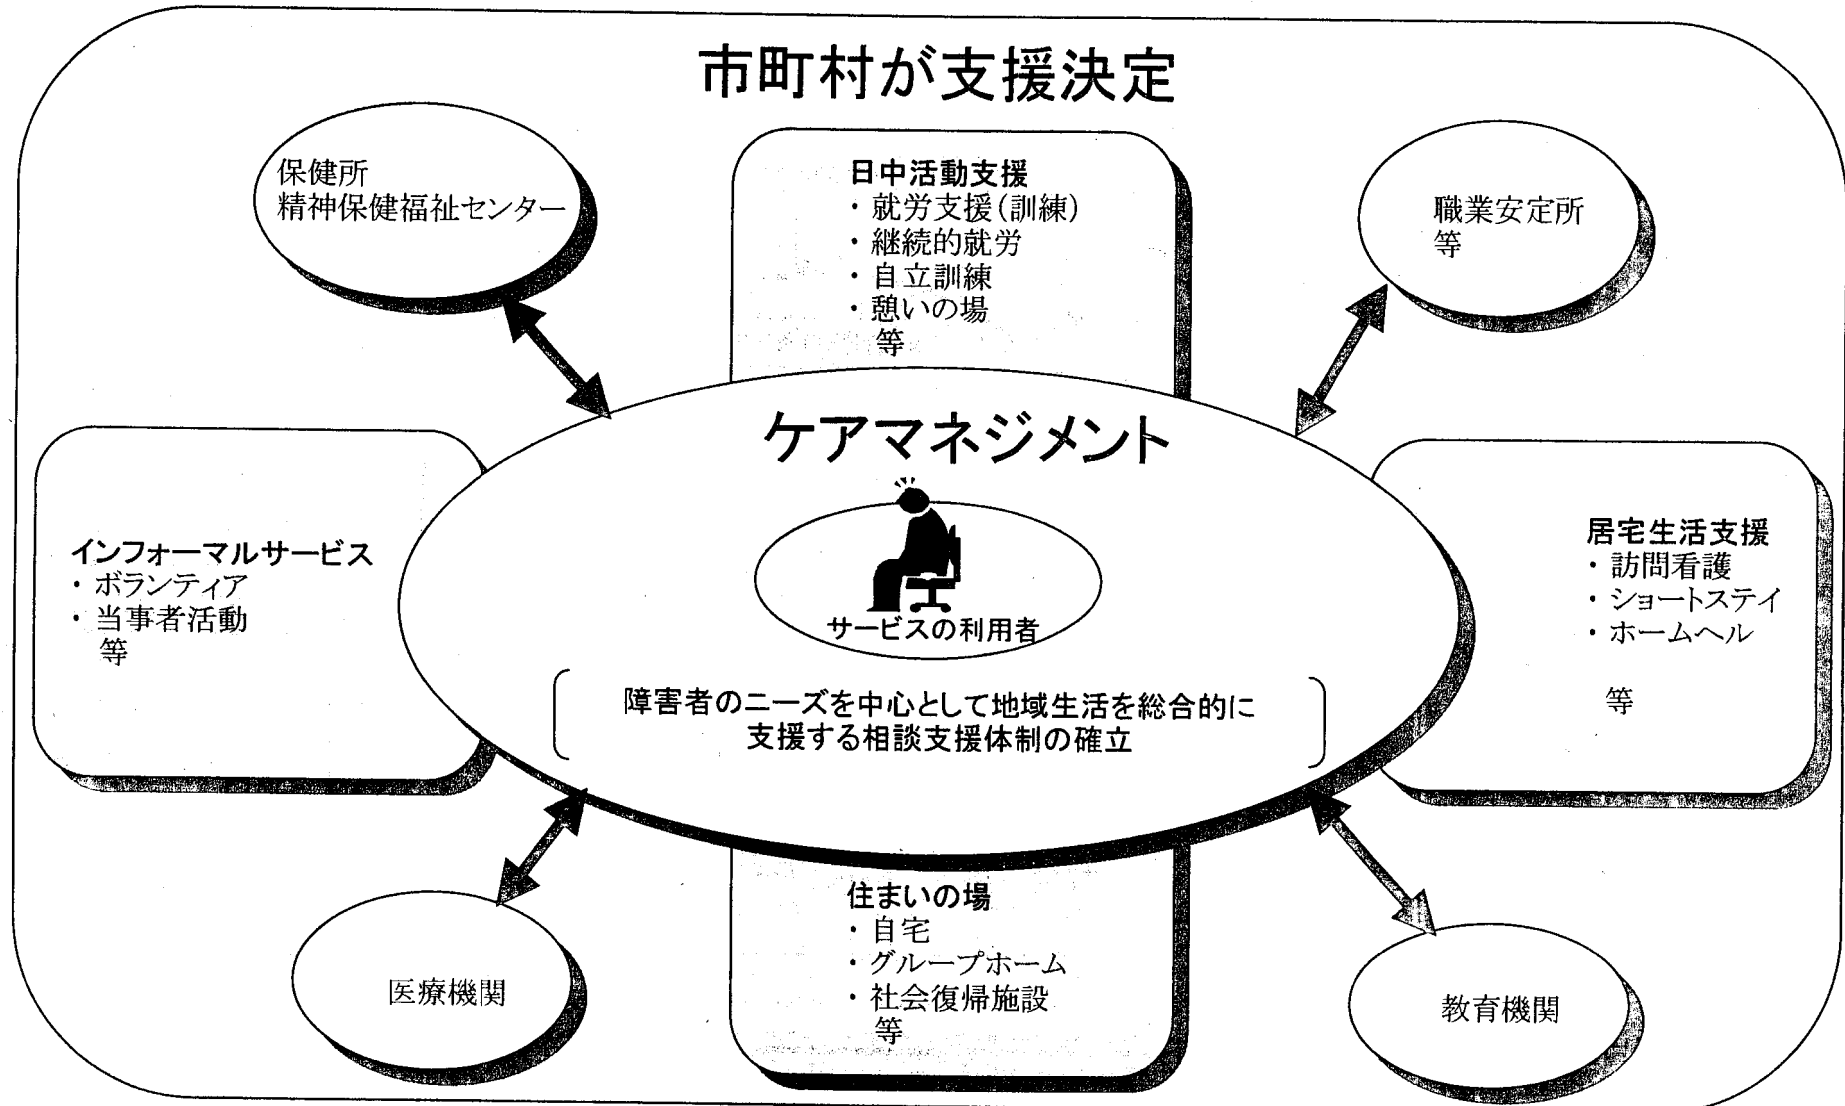 市町村が支援決定
保健所
精神保健福祉センター
日中活動支援
・就労支援(訓練)
・継続的就労
・自立訓練
・憩いの場
等
職業安定所
等
ケアマネジメント
サービスの利用者
障害者のニーズを中心として地域生活を総合的に
支援する相談支援体制の確立
インフォーマルサービス
・ボランティア
・当事者活動
等
居宅生活支援
・訪問看護
・ショートステイ
・ホームヘル
等
医療機関
住まいの場
・自宅
・グループホーム
・社会復帰施設
等
教育機関